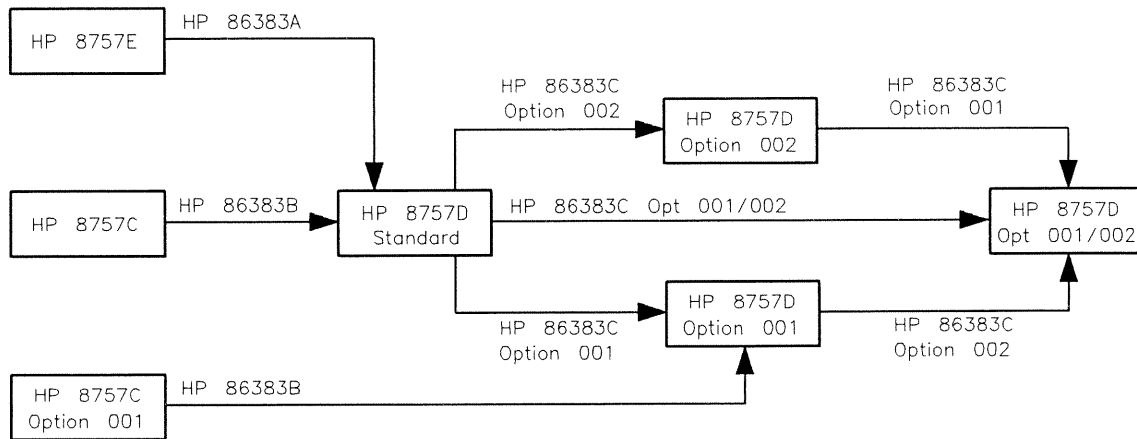 HP 8757E
HP 86383A
HP 86383C
Option 002
HP 8757D
Option 002
HP 86383C
Option 001
HP 8757C
HP 86383B
HP 8757D
Standard
HP 86383C Opt 001/002
HP 8757D
Opt 001/002
HP 86383C
Option 001
HP 8757D
Option 001
HP 86383C
Option 002
HP 8757C
Option 001
HP 86383B